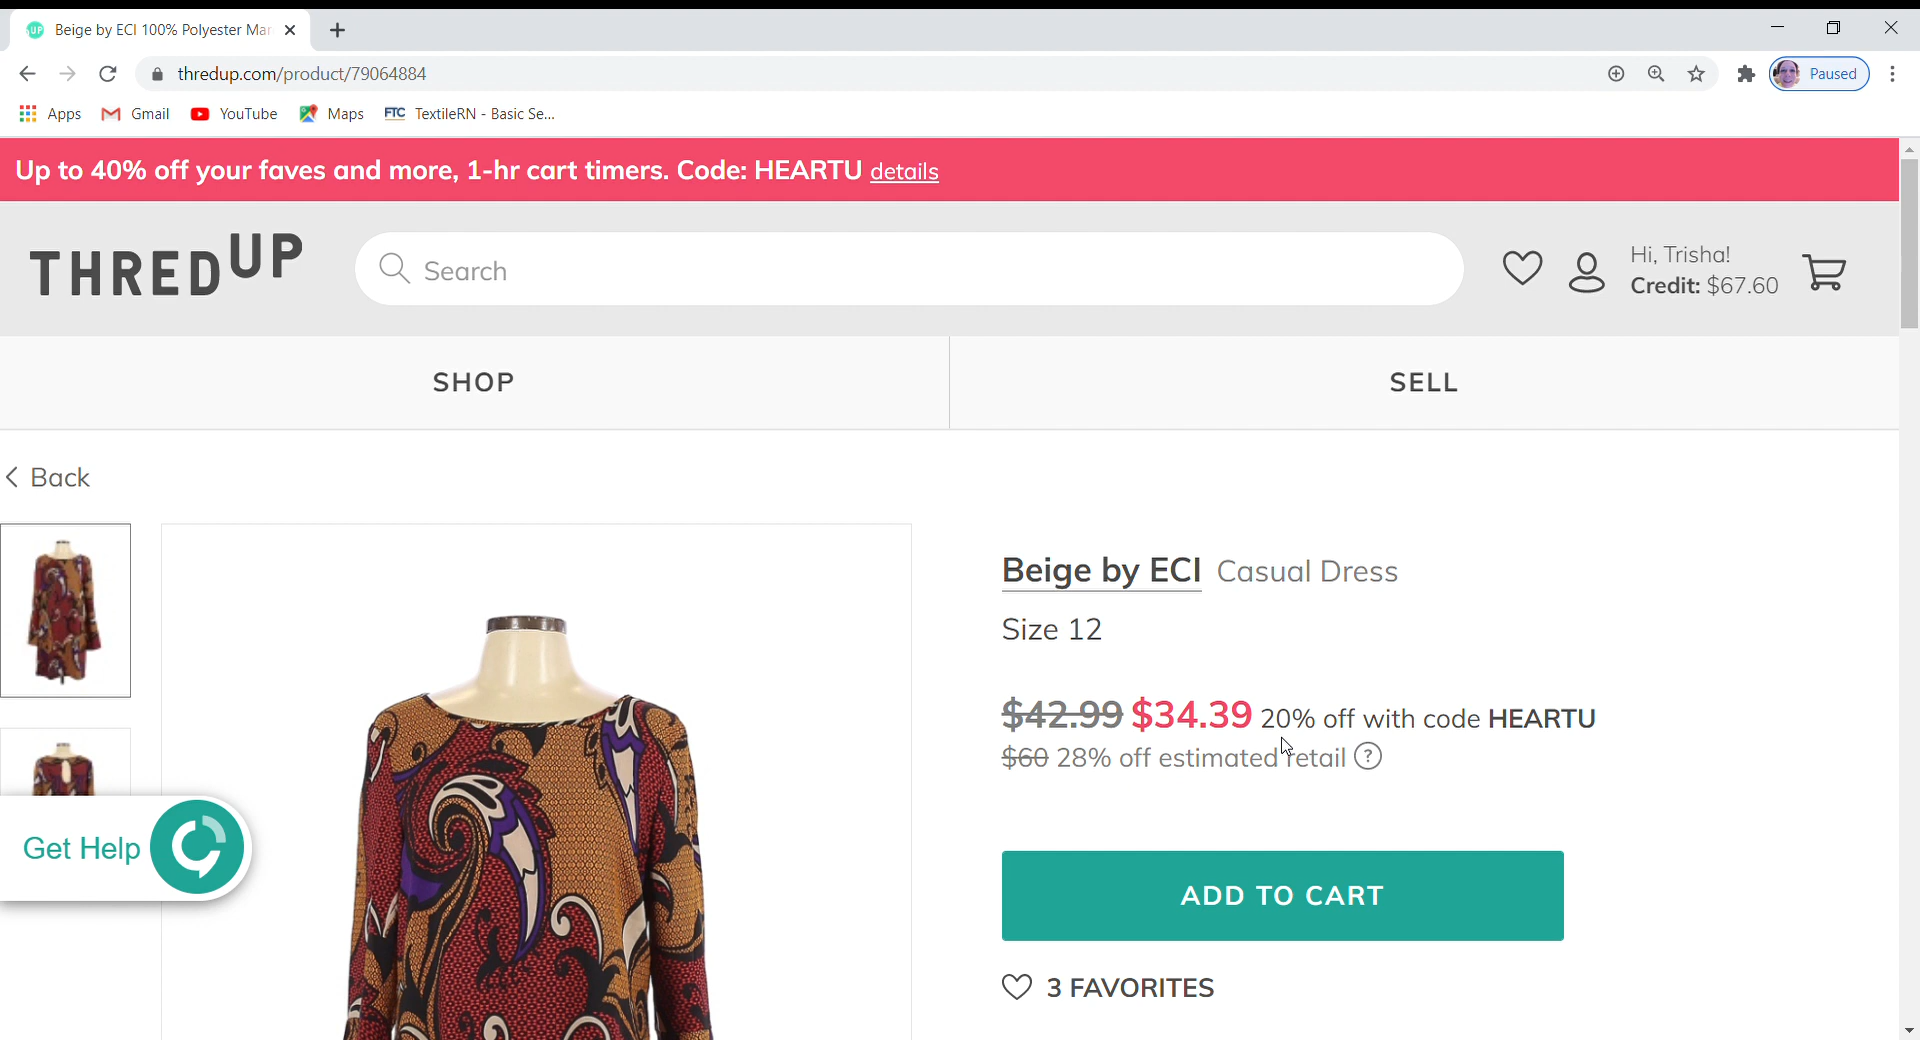 Beige by ECI 100% Polyester Mar
thredup.com/product/79064884
Paused
Apps
Gmail
YouTube
Maps
FTC TextileRN - Basic Se...
Up to 40% off your faves and more, 1-hr cart timers. Code: HEARTU details
THREDUP
Search
Hi, Trisha!
Credit: $67.60
SHOP
SELL
Back
Beige by ECI Casual Dress
Size 12
$42.99 $34.39 20% off with code HEARTU
$60 28% off estimated retail ?
Get Help
ADD TO CART
3 FAVORITES